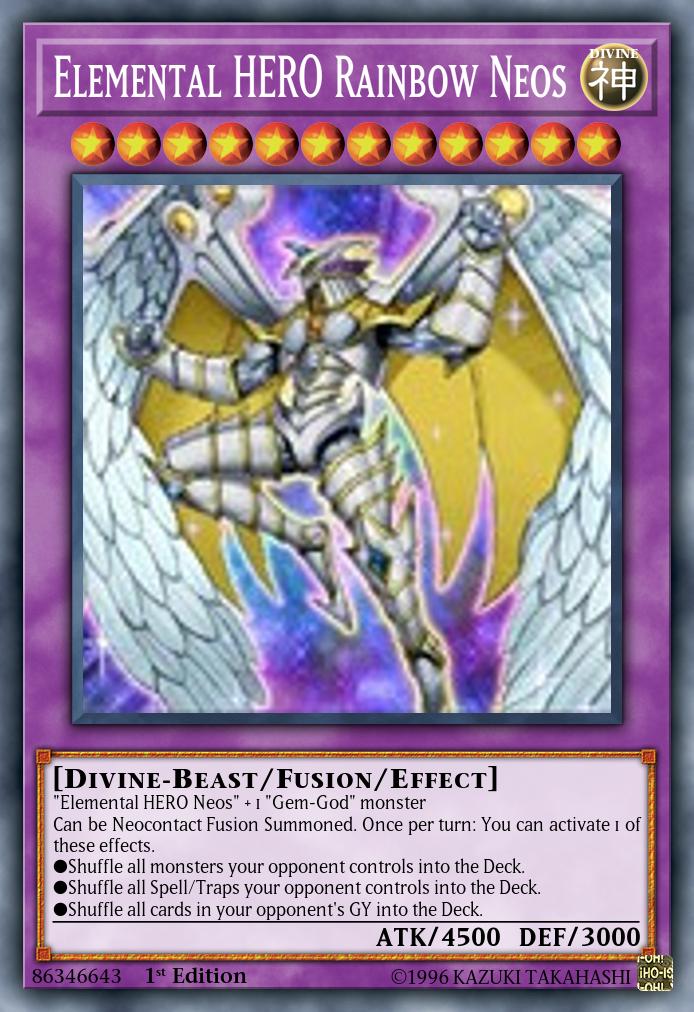 Elemental HERO Rainbow Neos
DIVINE
神
[Divine-Beast/Fusion/Effect]
"Elemental HERO Neos" + 1 "Gem-God" monster
Can be Neocontact Fusion Summoned. Once per turn: You can activate 1 of
these effects.
●Shuffle all monsters your opponent controls into the Deck.
●Shuffle all Spell/Traps your opponent controls into the Deck.
●Shuffle all cards in your opponent's GY into the Deck.
ATK/4500 DEF/3000
86346643 1st Edition ©1996 KAZUKI TAKAHASHI